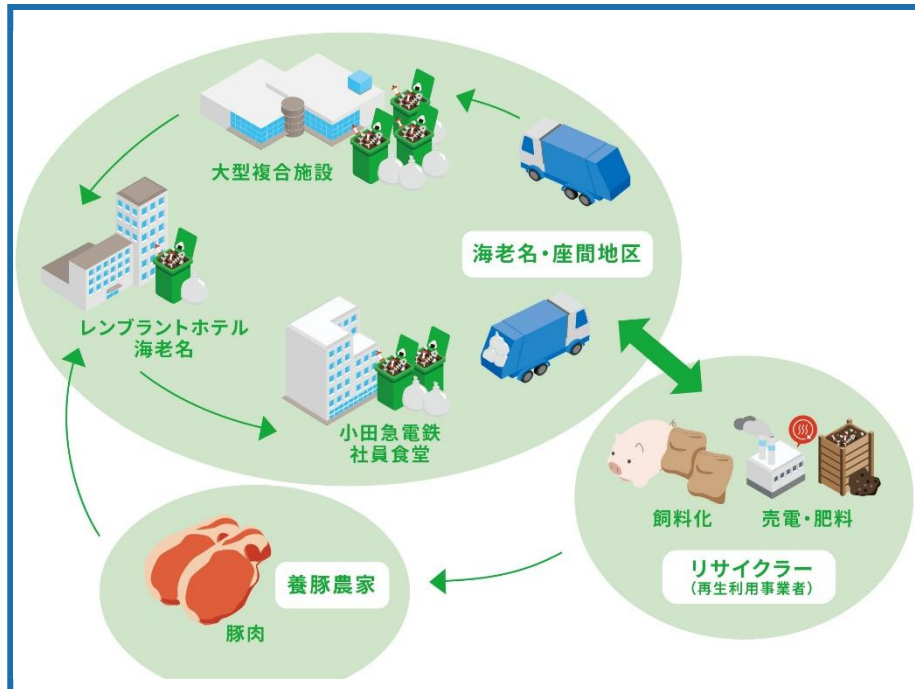 大型複合施設
海老名・座間地区
レンブラントホテル
海老名
小田急電鉄
社員食堂
飼料化
売電・肥料
リサイクラー
（再生利用事業者）
養豚農家
豚肉